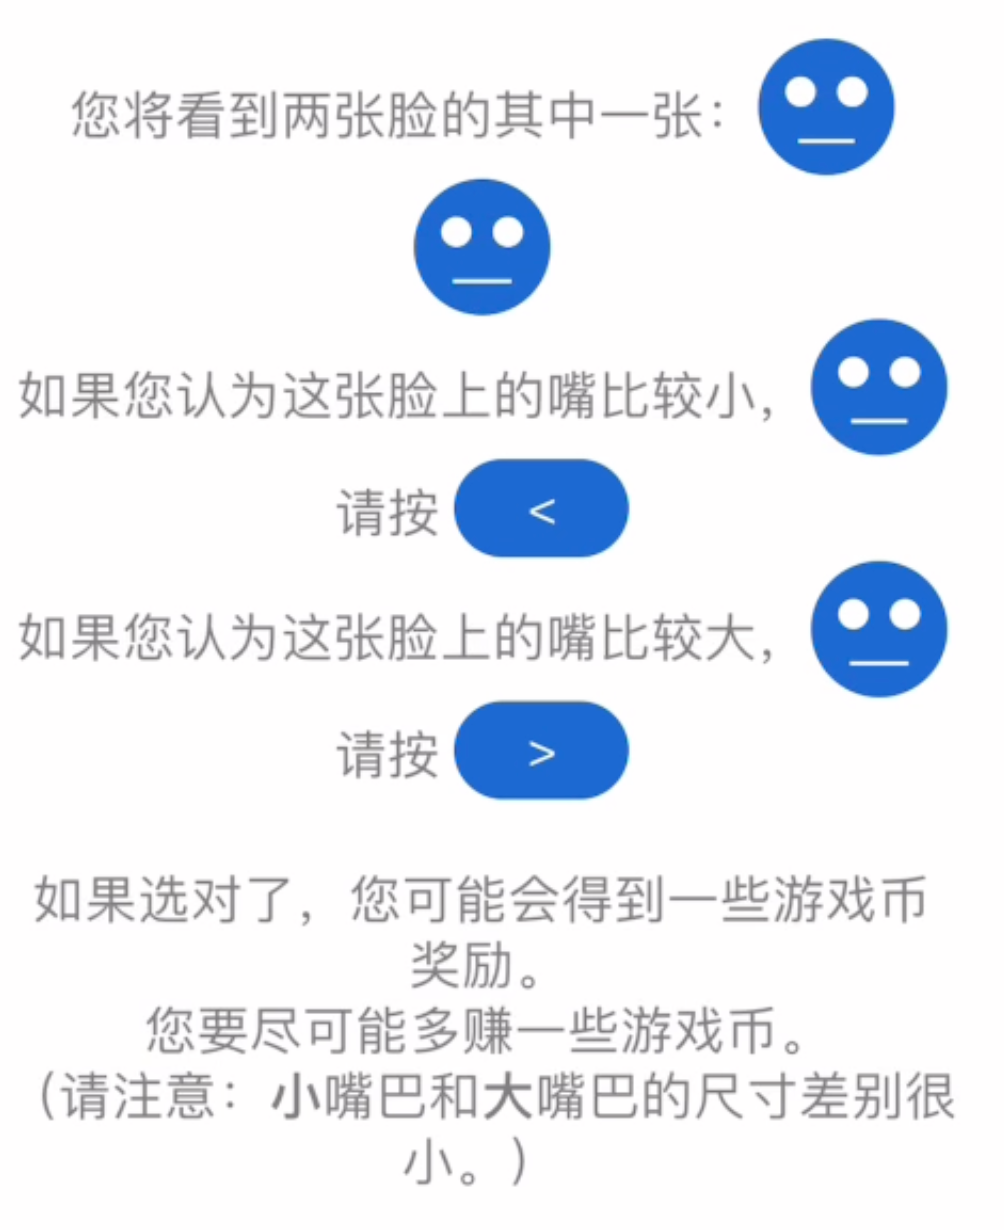 您将看到两张脸的其中一张：
如果您认为这张脸上的嘴比较小，
请按 <
如果您认为这张脸上的嘴比较大，
请按 >
如果选对了，您可能会得到一些游戏币
奖励。
您要尽可能多赚一些游戏币。
（请注意：小嘴巴和大嘴巴的尺寸差别很
小。）